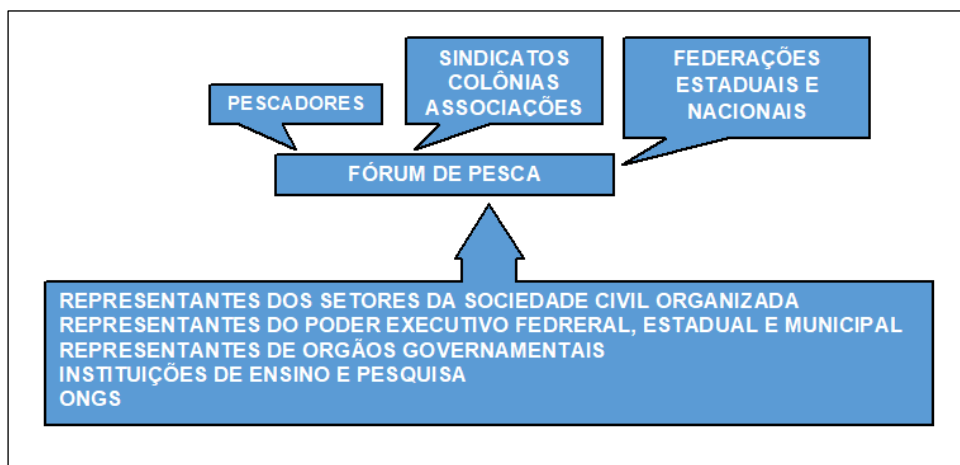 PESCADORES
SINDICATOS
COLÔNIAS
ASSOCIAÇÕES
FEDERAÇÕES
ESTADUAIS E
NACIONAIS
FÓRUM DE PESCA
REPRESENTANTES DOS SETORES DA SOCIEDADE CIVIL ORGANIZADA
REPRESENTANTES DO PODER EXECUTIVO FEDRERAL, ESTADUAL E MUNICIPAL
REPRESENTANTES DE ORGÃOS GOVERNAMENTAIS
INSTITUIÇÕES DE ENSINO E PESQUISA
ONGS